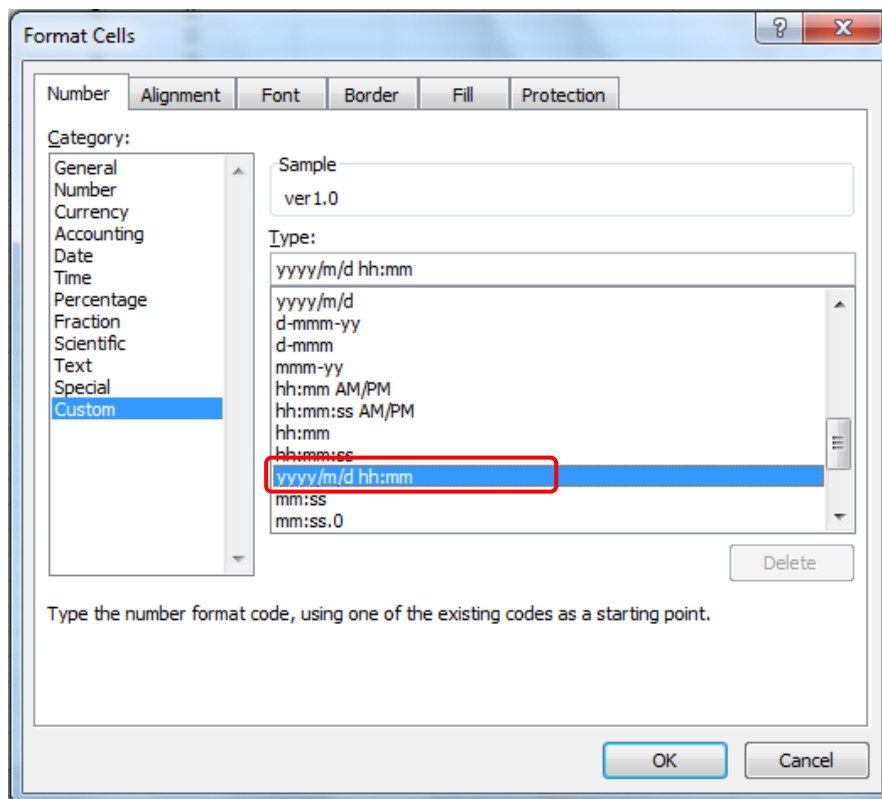 Format Cells
Number Alignment Font Border Fill Protection
Category:
General
Number
Currency
Accounting
Date
Time
Percentage
Fraction
Scientific
Text
Special
Custom
Sample
ver1.0
Type:
yyyy/m/d hh:mm
yyyy/m/d
d-mmm-yy
d-mmm
mmm-yy
hh:mm AM/PM
hh:mm:ss AM/PM
hh:mm
hh:mm:ss
yyyy/m/d hh:mm
mm:ss
mm:ss.0
Delete
Type the number format code, using one of the existing codes as a starting point.
OK Cancel